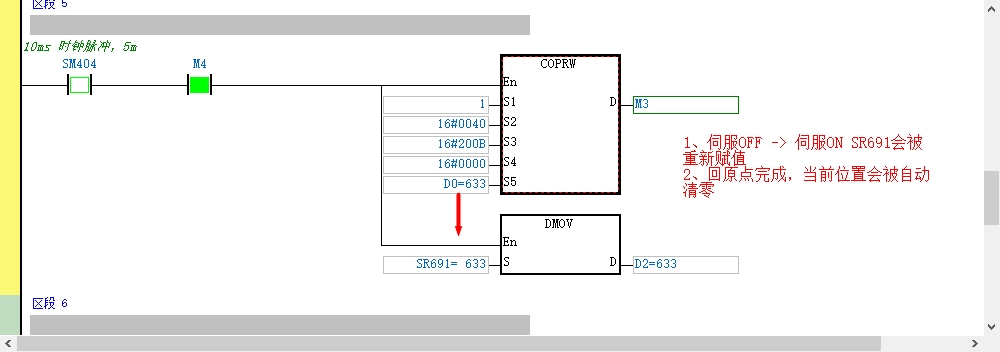 区段 5
10ms 时钟脉冲, 5m
SM404
M4
COPRW
En
1
S1
D
M3
16#0040
S2
16#200B
S3
16#0000
S4
D0=633
S5
1、伺服OFF -> 伺服ON SR691会被
重新赋值
2、回原点完成，当前位置会被自动
清零
DMOV
En
SR691= 633
S
D
D2=633
区段 6